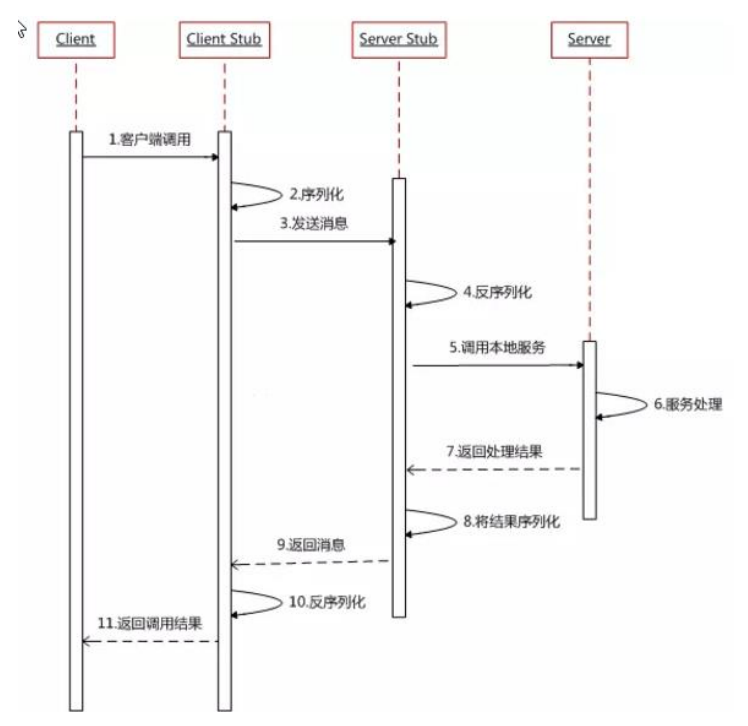 Client
Client Stub
Server Stub
Server
1.客户端调用
2.序列化
3.发送消息
4.反序列化
5.调用本地服务
6.服务处理
7.返回处理结果
8.将结果序列化
9.返回消息
10.反序列化
11.返回调用结果